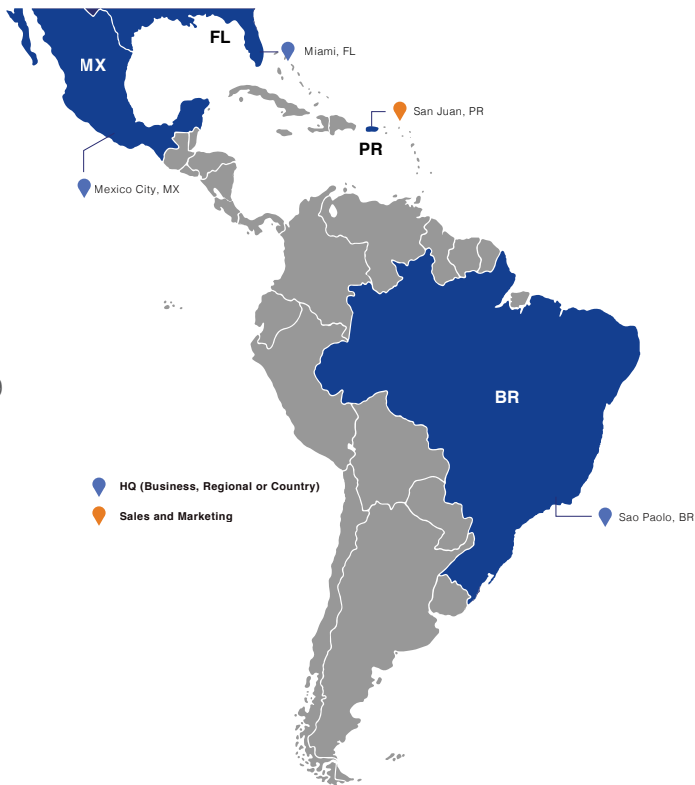 FL
Miami, FL
MX
San Juan, PR
PR
Mexico City, MX
BR
HQ (Business, Regional or Country)
Sales and Marketing
Sao Paolo, BR